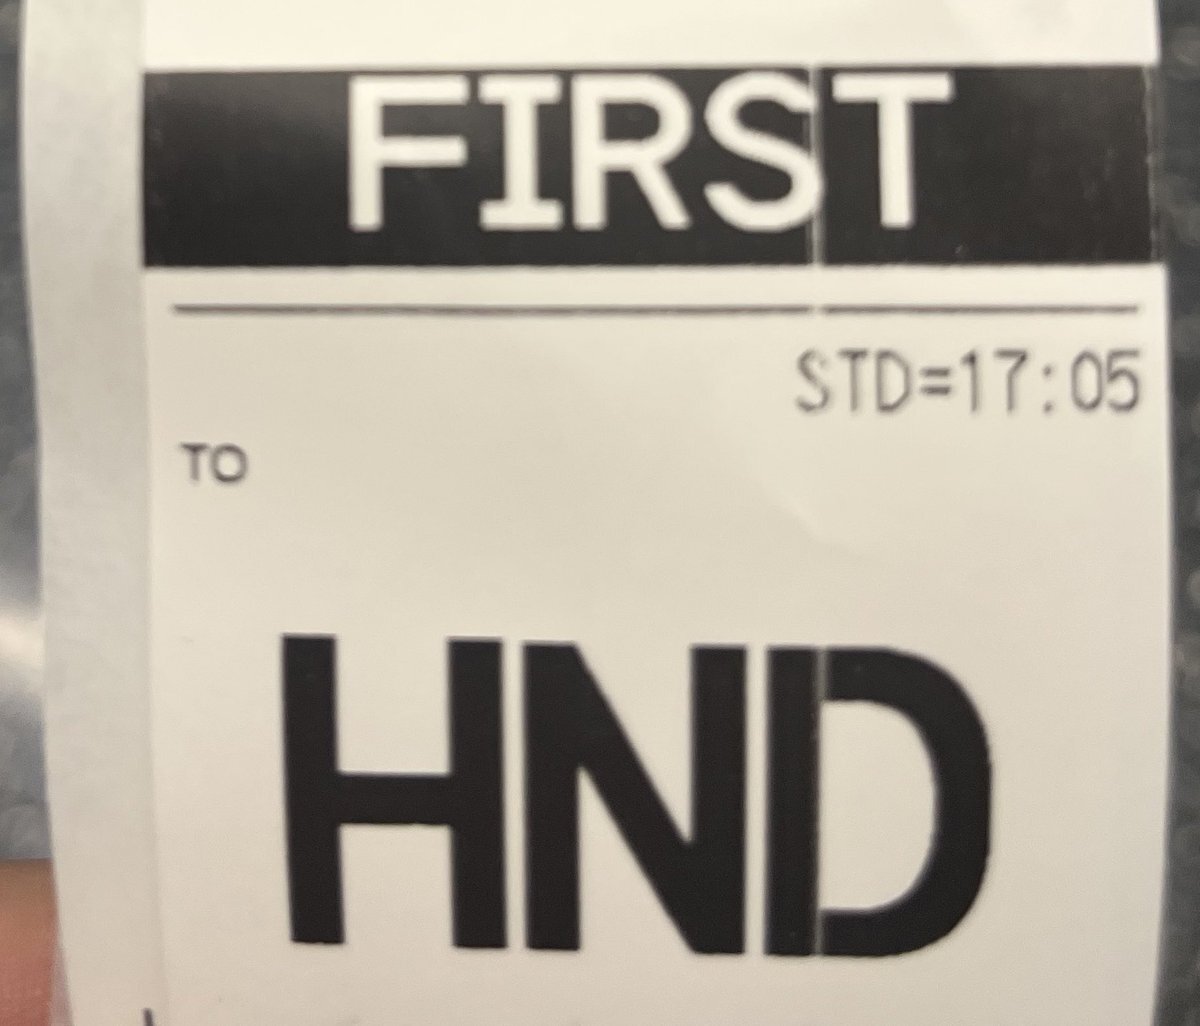 FIRST
STD=17:05
TO
HND